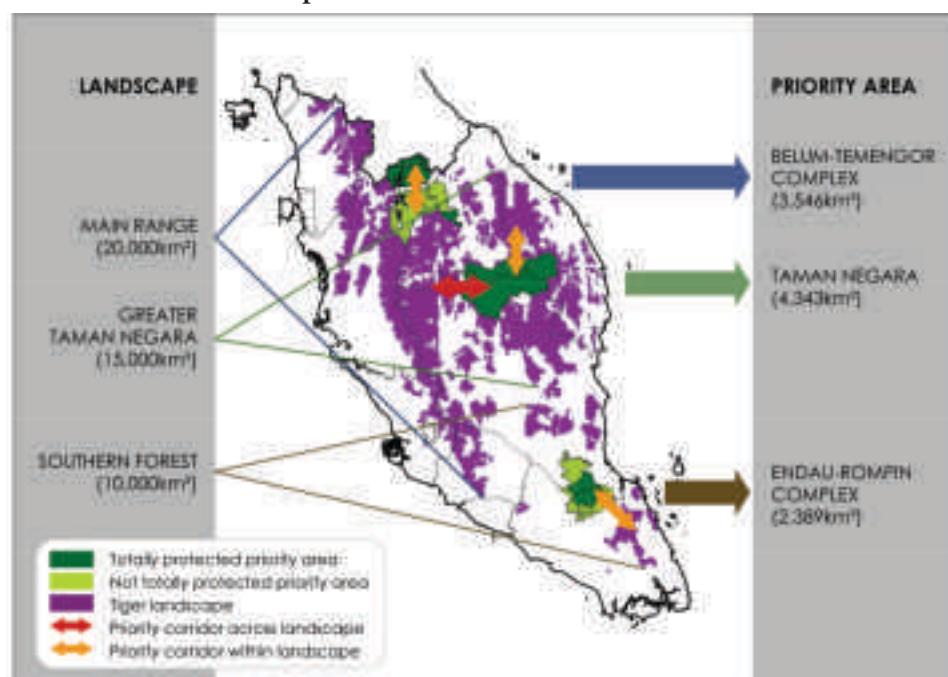 LANDSCAPE
MAIN RANGE
(20,000km²)
GREATER
TAMAN NEGARA
(15,000km²)
SOUTHERN FOREST
(10,000km²)
PRIORITY AREA
BELUM-TEMENGOR
COMPLEX
(3,546km²)
TAMAN NEGARA
(4,343km²)
ENDAU-ROMPIN
COMPLEX
(2,389km²)
Totally protected priority area
Not totally protected priority area
Tiger landscape
Priority corridor across landscape
Priority corridor within landscape